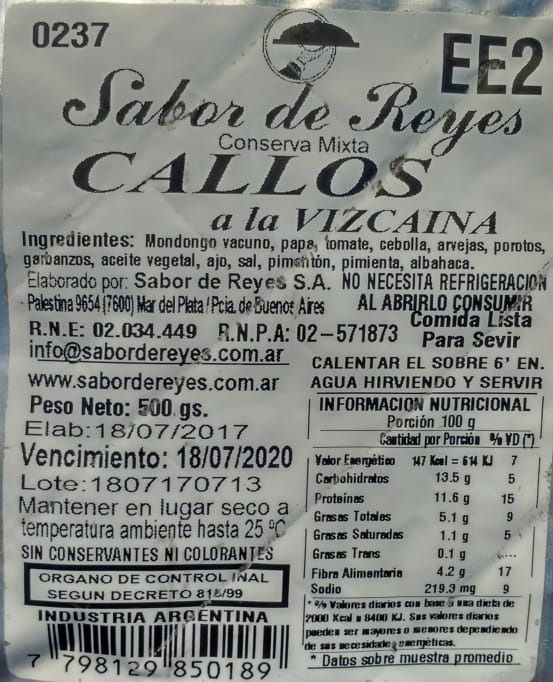 0237
EE2
Sabor de Reyes
Conserva Mixta
CALLOS
a la VIZCAINA
Ingredientes: Mondongo vacuno, papa, tomate, cebolla, arvejas, porotos,
garbanzos, aceite vegetal, ajo, sal, pimentón, pimienta, albahaca.
Elaborado por: Sabor de Reyes S.A.
Palestina 9654 (7600) Mar del Plata / Pcia. de Buenos Aires
R.N.E: 02.034.449 R.N.P.A: 02-571873
info@sabordereyes.com.ar
www.sabordereyes.com.ar
Peso Neto: 500 gs.
Elab:18/07/2017
Vencimiento: 18/07/2020
Lote:1807170713
Mantener en lugar seco a
temperatura ambiente hasta 25 ºC
SIN CONSERVANTES NI COLORANTES
ORGANO DE CONTROL INAL
SEGUN DECRETO 815/99
INDUSTRIA ARGENTINA
7 798129 850189
NO NECESITA REFRIGERACION
AL ABRIRLO CONSUMIR
Comida Lista
Para Sevir
CALENTAR EL SOBRE 6' EN.
AGUA HIRVIENDO Y SERVIR
INFORMACION NUTRICIONAL
Porción 100 g
Cantidad por Porción % VD (*)
Valor Energético 147 Kcal = 614 KJ 7
Carbohidratos 13.5 g 5
Proteínas 11.6 g 15
Grasas Totales 5.1 g 9
Grasas Saturadas 1.1 g 5
Grasas Trans 0.1 g
Fibra Alimentaria 4.2 g 17
Sodio 219.3 mg 9
* % Valores diarios con base a una dieta de
2000 Kcal u 8400 KJ. Sus valores diarios
pueden ser mayores o menores dependiendo
de sus necesidades energéticas.
* Datos sobre muestra promedio